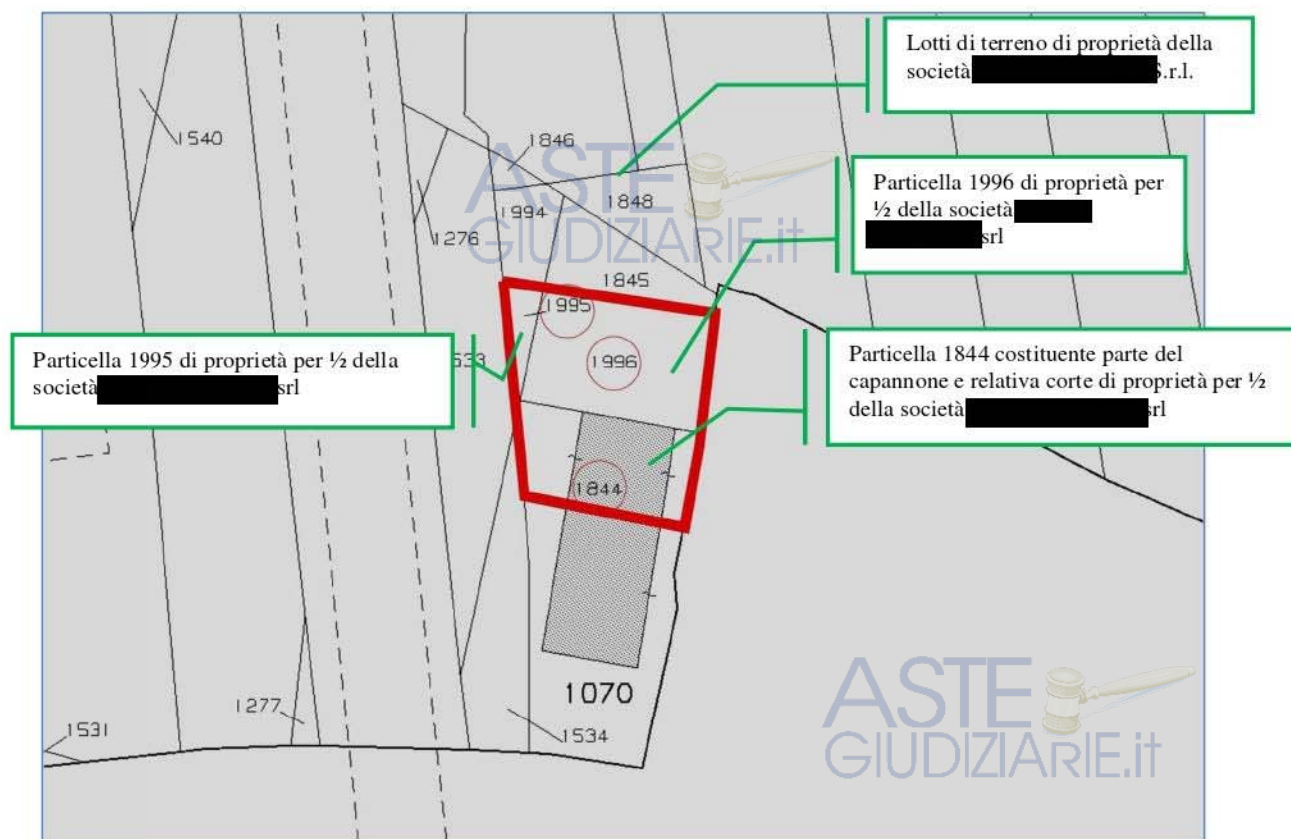 Lotti di terreno di proprietà della
società S.r.l.
1540
1846
ASTE
GIUDIZIARIE.it
Particella 1996 di proprietà per
½ della società
srl
1848
1994
1276
1845
1995
Particella 1995 di proprietà per ½ della
società srl
533
1996
Particella 1844 costituente parte del
capannone e relativa corte di proprietà per ½
della società srl
1844
ASTE
GIUDIZIARIE.it
1070
1277
1531
1534